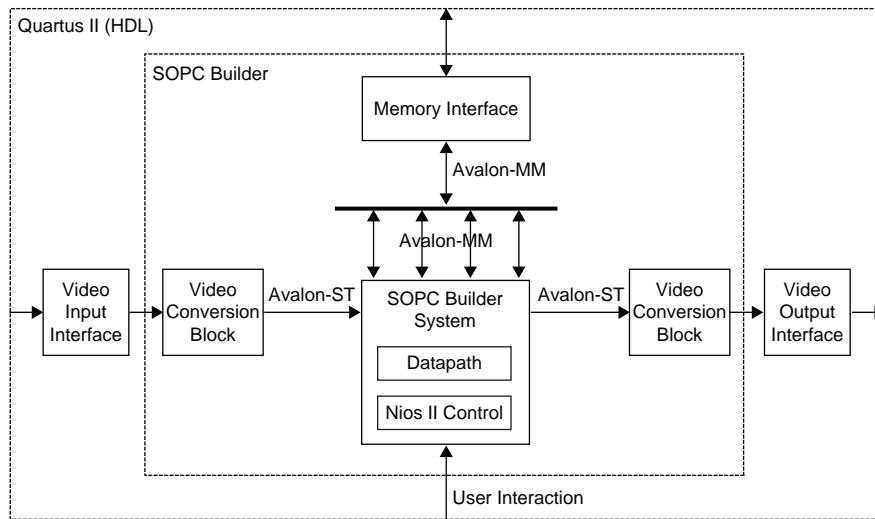 Quartus II (HDL)
SOPC Builder
Memory Interface
Avalon-MM
Avalon-MM
Video
Input
Interface
Video
Conversion
Block
Avalon-ST
SOPC Builder
System
Datapath
Nios II Control
Avalon-ST
Video
Conversion
Block
Video
Output
Interface
User Interaction